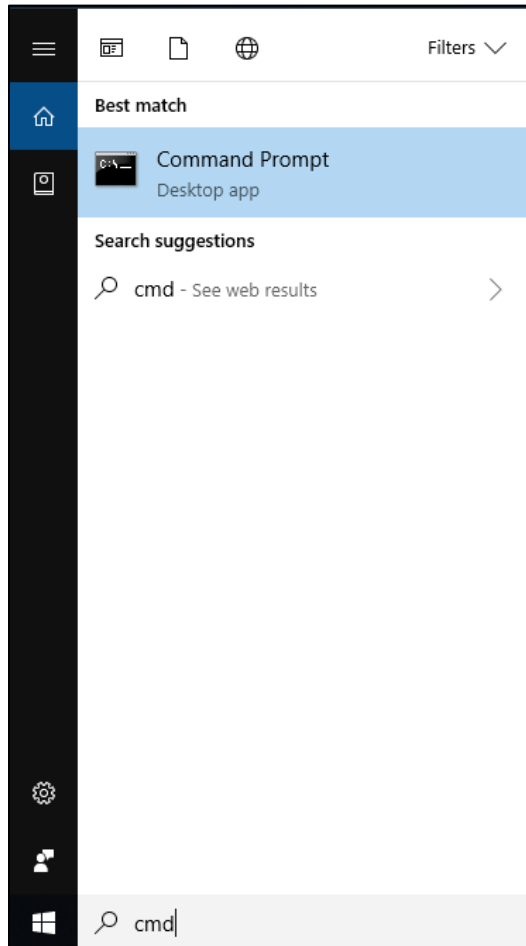 Filters
Best match
C:\_
Command Prompt
Desktop app
Search suggestions
cmd - See web results
cmd